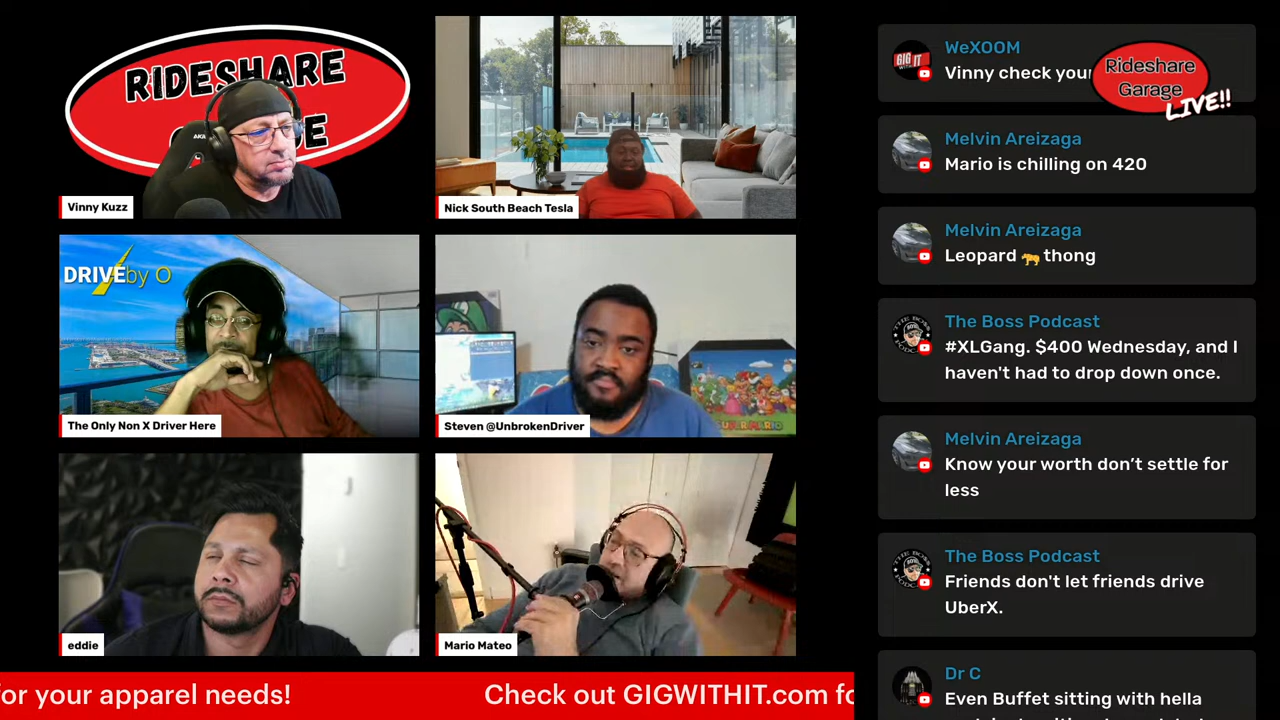 RIDESHARE
Vinny Kuzz
Nick South Beach Tesla
DRIVE by O
The Only Non X Driver Here
Steven @UnbrokenDriver
SUPER MARIO
eddie
Mario Mateo
for your apparel needs!
Check out GIGWITHIT.com fo
WeXOOM
Vinny check your
Rideshare
Garage
LIVE!!
Melvin Areizaga
Mario is chilling on 420
Melvin Areizaga
Leopard 🐆 thong
The Boss Podcast
#XLGang. $400 Wednesday, and I
haven't had to drop down once.
Melvin Areizaga
Know your worth don’t settle for
less
The Boss Podcast
Friends don't let friends drive
UberX.
Dr C
Even Buffet sitting with hella